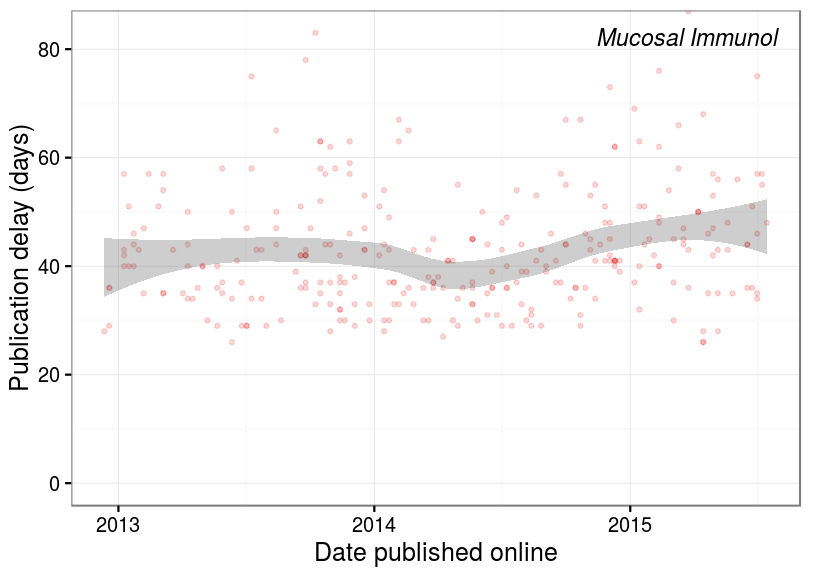 Mucosal Immunol
Publication delay (days)
80
60
40
20
0
2013 2014 2015
Date published online